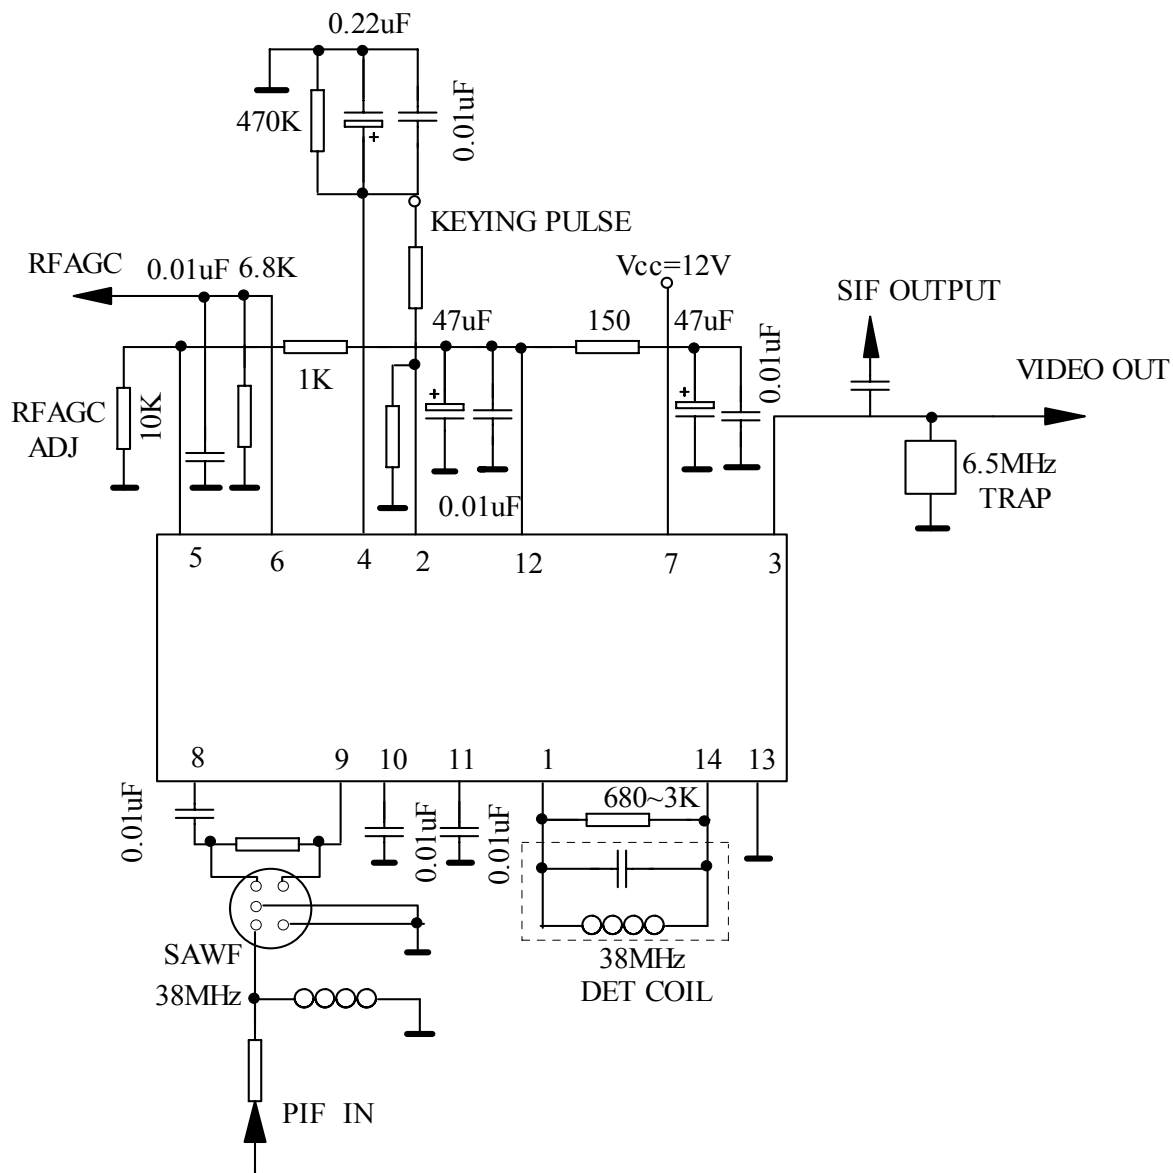 0.22uF
470K
0.01uF
KEYING PULSE
RFAGC
0.01uF
6.8K
Vcc=12V
SIF OUTPUT
47uF
150
47uF
0.01uF
VIDEO OUT
1K
RFAGC
ADJ
10K
0.01uF
6.5MHz
TRAP
5
6
4
2
12
7
3
8
9
10
11
1
14
13
0.01uF
0.01uF
0.01uF
680~3K
SAWF
38MHz
38MHz
DET COIL
PIF IN
+
+
+